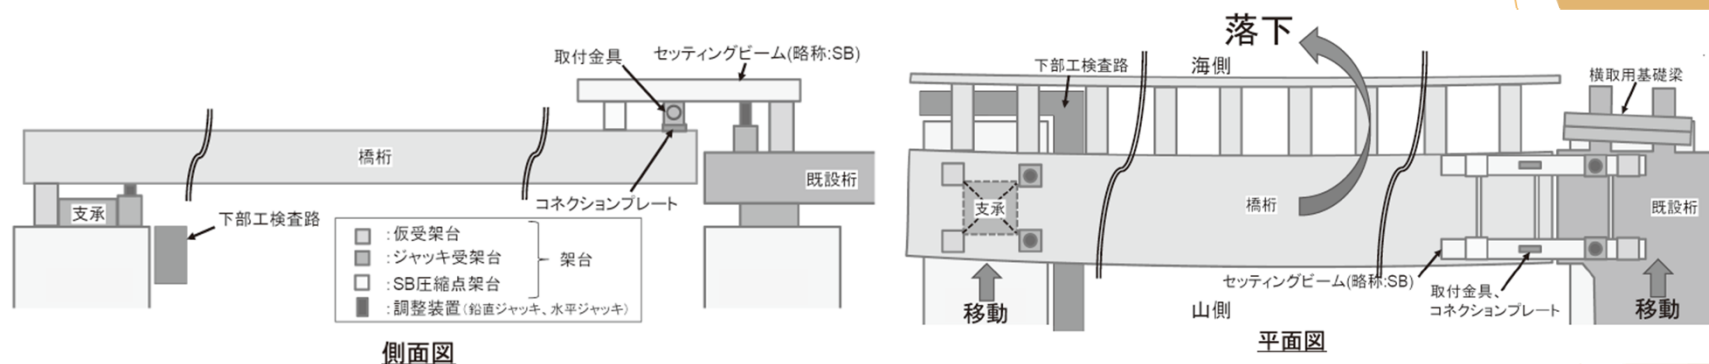 取付金具
セッティングビーム(略称:SB)
橋桁
既設桁
コネクションプレート
支承
下部工検査路
:仮受架台
:ジャッキ受架台
:SB圧縮点架台
架台
:調整装置(鉛直ジャッキ、水平ジャッキ)
側面図
落下
下部工検査路
海側
横取用基礎梁
支承
橋桁
既設桁
セッティングビーム(略称:SB)
取付金具、
コネクションプレート
移動
山側
移動
平面図